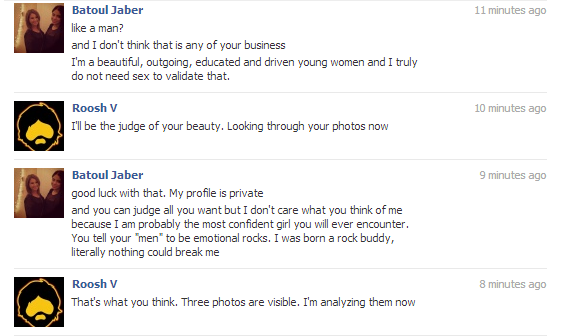 Batoul Jaber 11 minutes ago
like a man?
and I don't think that is any of your business
I'm a beautiful, outgoing, educated and driven young women and I truly
do not need sex to validate that.
Roosh V 10 minutes ago
I'll be the judge of your beauty. Looking through your photos now
Batoul Jaber 9 minutes ago
good luck with that. My profile is private
and you can judge all you want but I don't care what you think of me
because I am probably the most confident girl you will ever encounter.
You tell your "men" to be emotional rocks. I was born a rock buddy,
literally nothing could break me
Roosh V 8 minutes ago
That's what you think. Three photos are visible. I'm analyzing them now